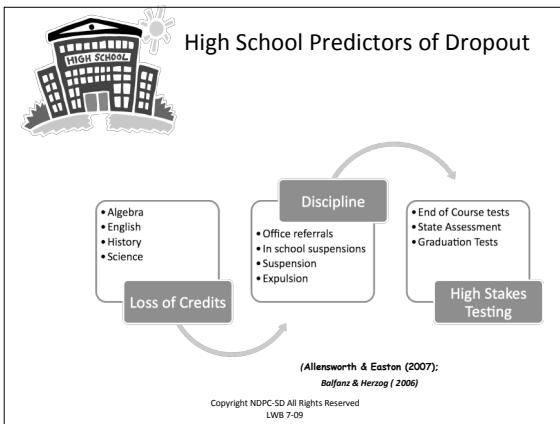 High School Predictors of Dropout
HIGH SCHOOL
• Algebra
• English
• History
• Science
Loss of Credits
Discipline
• Office referrals
• In school suspensions
• Suspension
• Expulsion
• End of Course tests
• State Assessment
• Graduation Tests
High Stakes
Testing
(Allensworth & Easton (2007);
Balfanz & Herzog ( 2006)
Copyright NDPC-SD All Rights Reserved
LWB 7-09